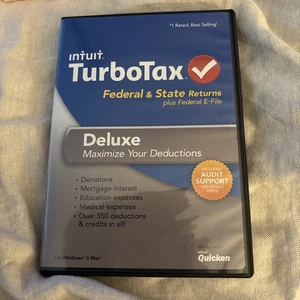 #1 Rated, Best Selling*
intuit.
TurboTax
Federal & State Returns
plus Federal E-File
Deluxe
Maximize Your Deductions
• Donations
• Mortgage interest
• Education expenses
• Medical expenses
• Over 350 deductions
& credits in all!
INCLUDES
AUDIT
SUPPORT
For Windows® & Mac®
Quicken